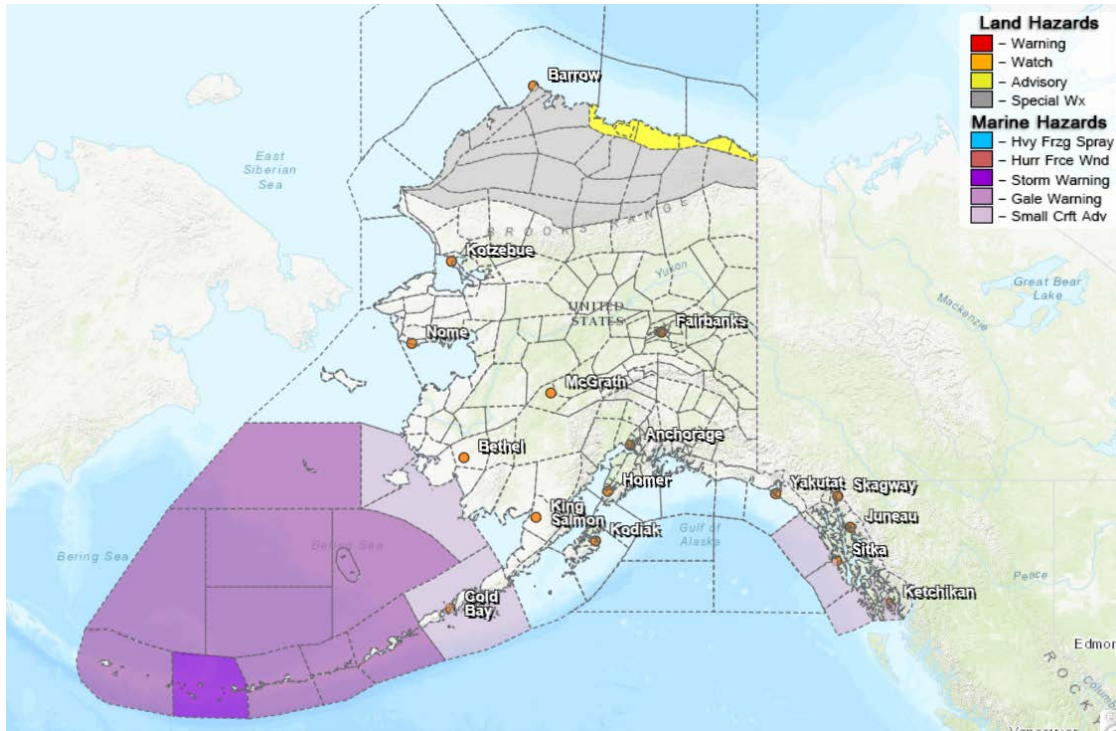 Land Hazards
– Warning
– Watch
– Advisory
– Special Wx
Marine Hazards
– Hvy Frzg Spray
– Hurr Frce Wnd
– Storm Warning
– Gale Warning
– Small Crft Adv
Barrow
East
Siberian
Sea
BROOKS RANGE
Kotzebue
Yukon
Great Bear
Lake
Mackenzie
UNITED
STATES
Fairbanks
Nome
McGrath
Anchorage
Bethel
Homer
Yakutat
Skagway
King
Salmon
Kodiak
Gulf of
Alaska
Juneau
Bering Sea
Bering Sea
Sitka
Peace
Gold
Bay
Ketchikan
Edmon
ROCKY
Columbia
Vancouver